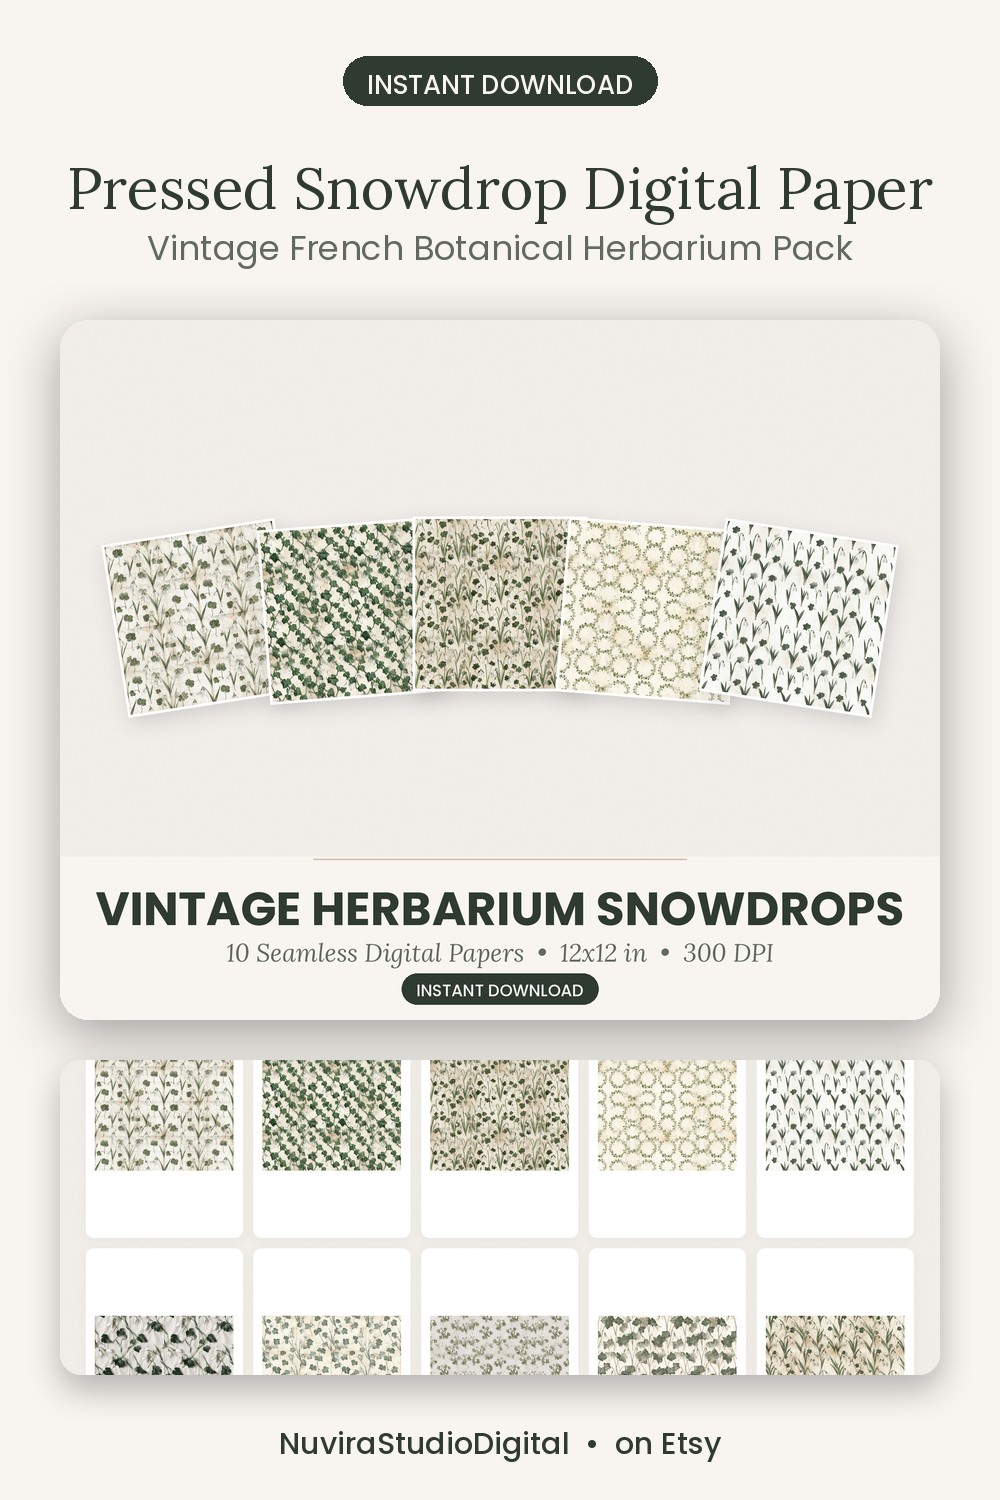 INSTANT DOWNLOAD
Pressed Snowdrop Digital Paper
Vintage French Botanical Herbarium Pack
VINTAGE HERBARIUM SNOWDROPS
10 Seamless Digital Papers • 12x12 in • 300 DPI
INSTANT DOWNLOAD
NuviraStudioDigital • on Etsy